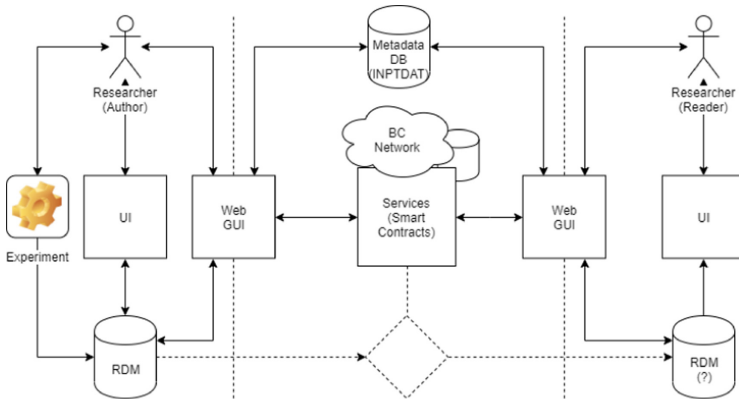 Researcher
(Author)
Metadata
DB
(INPTDAT)
Researcher
(Reader)
BC
Network
UI
Web
GUI
Services
(Smart
Contracts)
Web
GUI
UI
Experiment
RDM
RDM
(?)